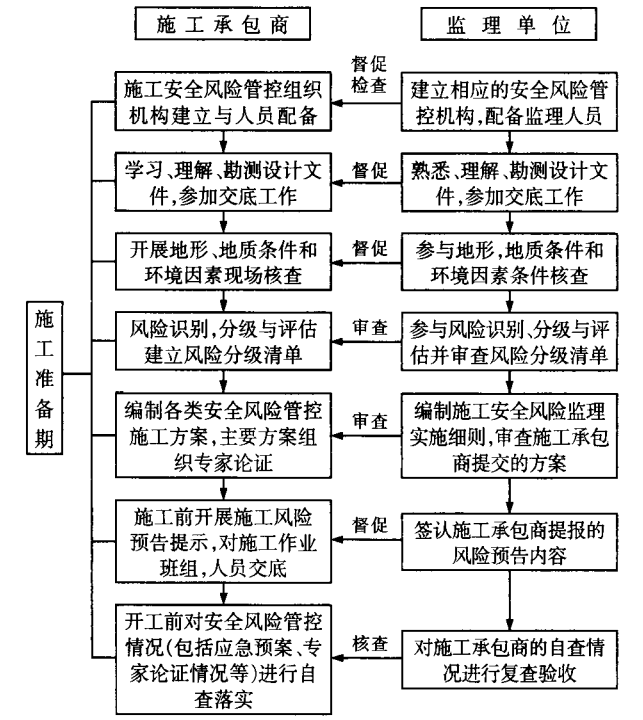 施工承包商
监理单位
施工安全风险管控组织
机构建立与人员配备
督促
检查
建立相应的安全风险管
控机构,配备监理人员
学习、理解、勘测设计文
件,参加交底工作
督促
熟悉、理解、勘测设计文
件,参加交底工作
开展地形、地质条件和
环境因素现场核查
督促
参与地形,地质条件和
环境因素条件核查
施工准备期
风险识别,分级与评估
建立风险分级清单
审查
参与风险识别、分级与评
估并审查风险分级清单
编制各类安全风险管控
施工方案,主要方案组
织专家论证
审查
编制施工安全风险监理
实施细则,审查施工承包
商提交的方案
施工前开展施工风险
预告提示,对施工作业
班组,人员交底
督促
签认施工承包商提报的
风险预告内容
开工前对安全风险管控
情况(包括应急预案、专
家论证情况等)进行自
查落实
核查
对施工承包商的自查情
况进行复查验收